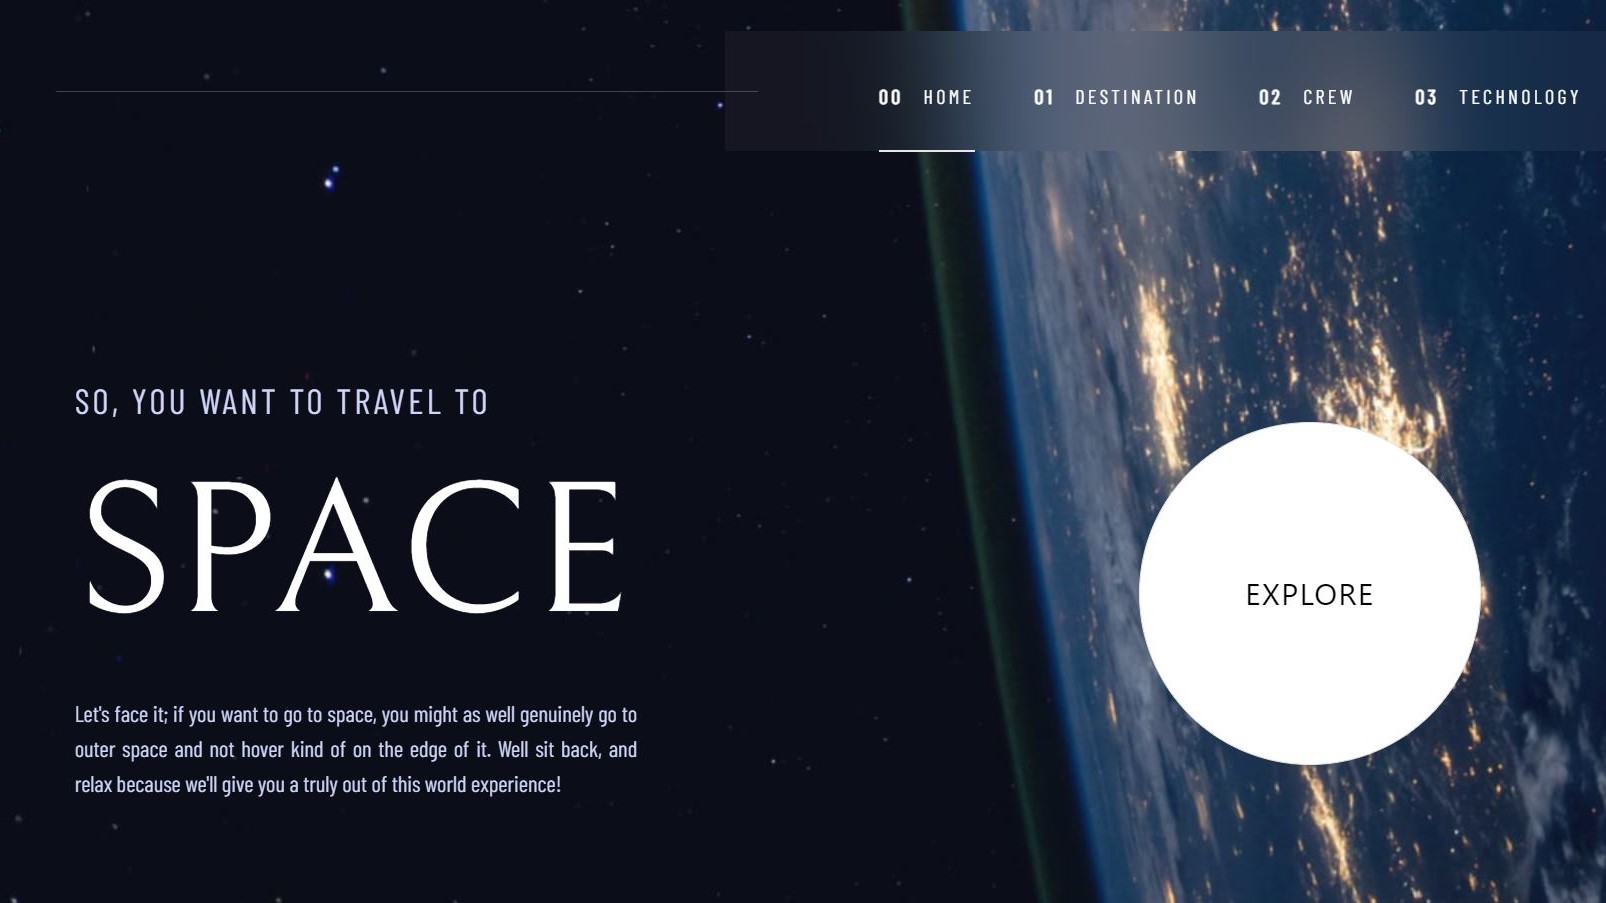 00 HOME 01 DESTINATION 02 CREW 03 TECHNOLOGY
SO, YOU WANT TO TRAVEL TO
SPACE
Let's face it; if you want to go to space, you might as well genuinely go to
outer space and not hover kind of on the edge of it. Well sit back, and
relax because we'll give you a truly out of this world experience!
EXPLORE